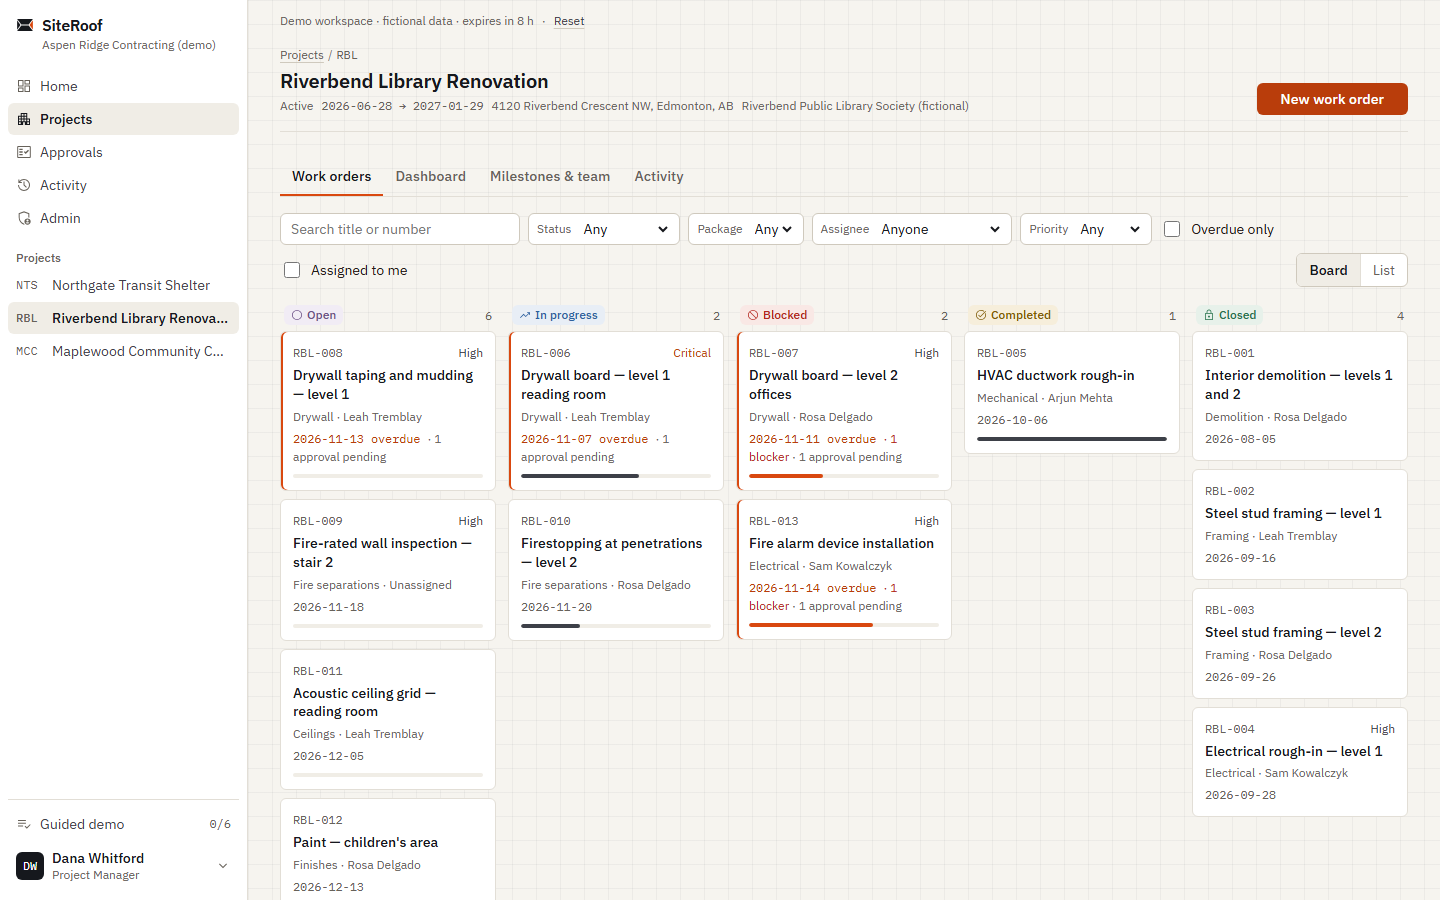 SiteRoof
Aspen Ridge Contracting (demo)
Home
Projects
Approvals
Activity
Admin
Projects
NTS Northgate Transit Shelter
RBL Riverbend Library Renova...
MCC Maplewood Community C...
Guided demo 0/6
DW
Dana Whitford
Project Manager
Demo workspace · fictional data · expires in 8 h · Reset
Projects / RBL
Riverbend Library Renovation
Active 2026-06-28 → 2027-01-29 4120 Riverbend Crescent NW, Edmonton, AB Riverbend Public Library Society (fictional)
New work order
Work orders Dashboard Milestones & team Activity
Search title or number
Status Any
Package Any
Assignee Anyone
Priority Any
Overdue only
Assigned to me
Board List
Open 6
RBL-008 High
Drywall taping and mudding
— level 1
Drywall · Leah Tremblay
2026-11-13 overdue · 1
approval pending
RBL-009 High
Fire-rated wall inspection —
stair 2
Fire separations · Unassigned
2026-11-18
RBL-011
Acoustic ceiling grid —
reading room
Ceilings · Leah Tremblay
2026-12-05
RBL-012
Paint — children's area
Finishes · Rosa Delgado
2026-12-13
In progress 2
RBL-006 Critical
Drywall board — level 1
reading room
Drywall · Leah Tremblay
2026-11-07 overdue · 1
approval pending
RBL-010
Firestopping at penetrations
— level 2
Fire separations · Rosa Delgado
2026-11-20
Blocked 2
RBL-007 High
Drywall board — level 2
offices
Drywall · Rosa Delgado
2026-11-11 overdue · 1
blocker · 1 approval pending
RBL-013 High
Fire alarm device installation
Electrical · Sam Kowalczyk
2026-11-14 overdue · 1
blocker · 1 approval pending
Completed 1
RBL-005
HVAC ductwork rough-in
Mechanical · Arjun Mehta
2026-10-06
Closed 4
RBL-001
Interior demolition — levels 1
and 2
Demolition · Rosa Delgado
2026-08-05
RBL-002
Steel stud framing — level 1
Framing · Leah Tremblay
2026-09-16
RBL-003
Steel stud framing — level 2
Framing · Rosa Delgado
2026-09-26
RBL-004 High
Electrical rough-in — level 1
Electrical · Sam Kowalczyk
2026-09-28